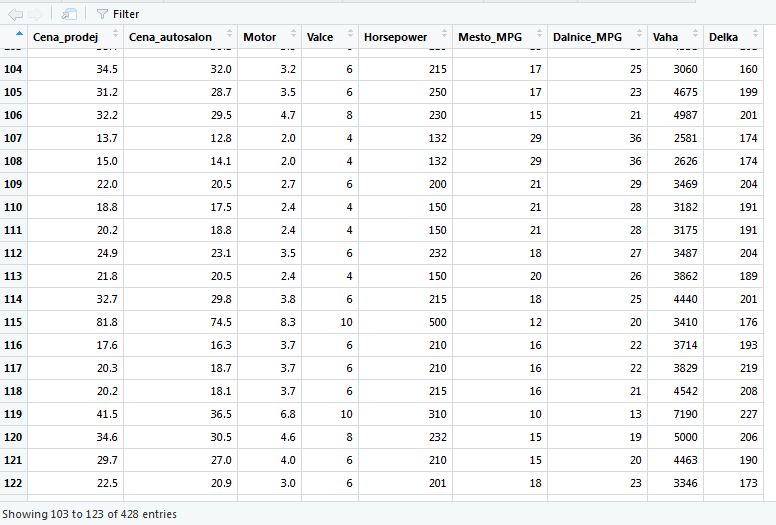 Filter
Cena_prodej Cena_autosalon Motor Valce Horsepower Mesto_MPG Dalnice_MPG Vaha Delka
104 34.5 32.0 3.2 6 215 17 25 3060 160
105 31.2 28.7 3.5 6 250 17 23 4675 199
106 32.2 29.5 4.7 8 230 15 21 4987 201
107 13.7 12.8 2.0 4 132 29 36 2581 174
108 15.0 14.1 2.0 4 132 29 36 2626 174
109 22.0 20.5 2.7 6 200 21 29 3469 204
110 18.8 17.5 2.4 4 150 21 28 3182 191
111 20.2 18.8 2.4 4 150 21 28 3175 191
112 24.9 23.1 3.5 6 232 18 27 3487 204
113 21.8 20.5 2.4 4 150 20 26 3862 189
114 32.7 29.8 3.8 6 215 18 25 4440 201
115 81.8 74.5 8.3 10 500 12 20 3410 176
116 17.6 16.3 3.7 6 210 16 22 3714 193
117 20.3 18.7 3.7 6 210 16 22 3829 219
118 20.2 18.1 3.7 6 215 16 21 4542 208
119 41.5 36.5 6.8 10 310 10 13 7190 227
120 34.6 30.5 4.6 8 232 15 19 5000 206
121 29.7 27.0 4.0 6 210 15 20 4463 190
122 22.5 20.9 3.0 6 201 18 23 3346 173
Showing 103 to 123 of 428 entries